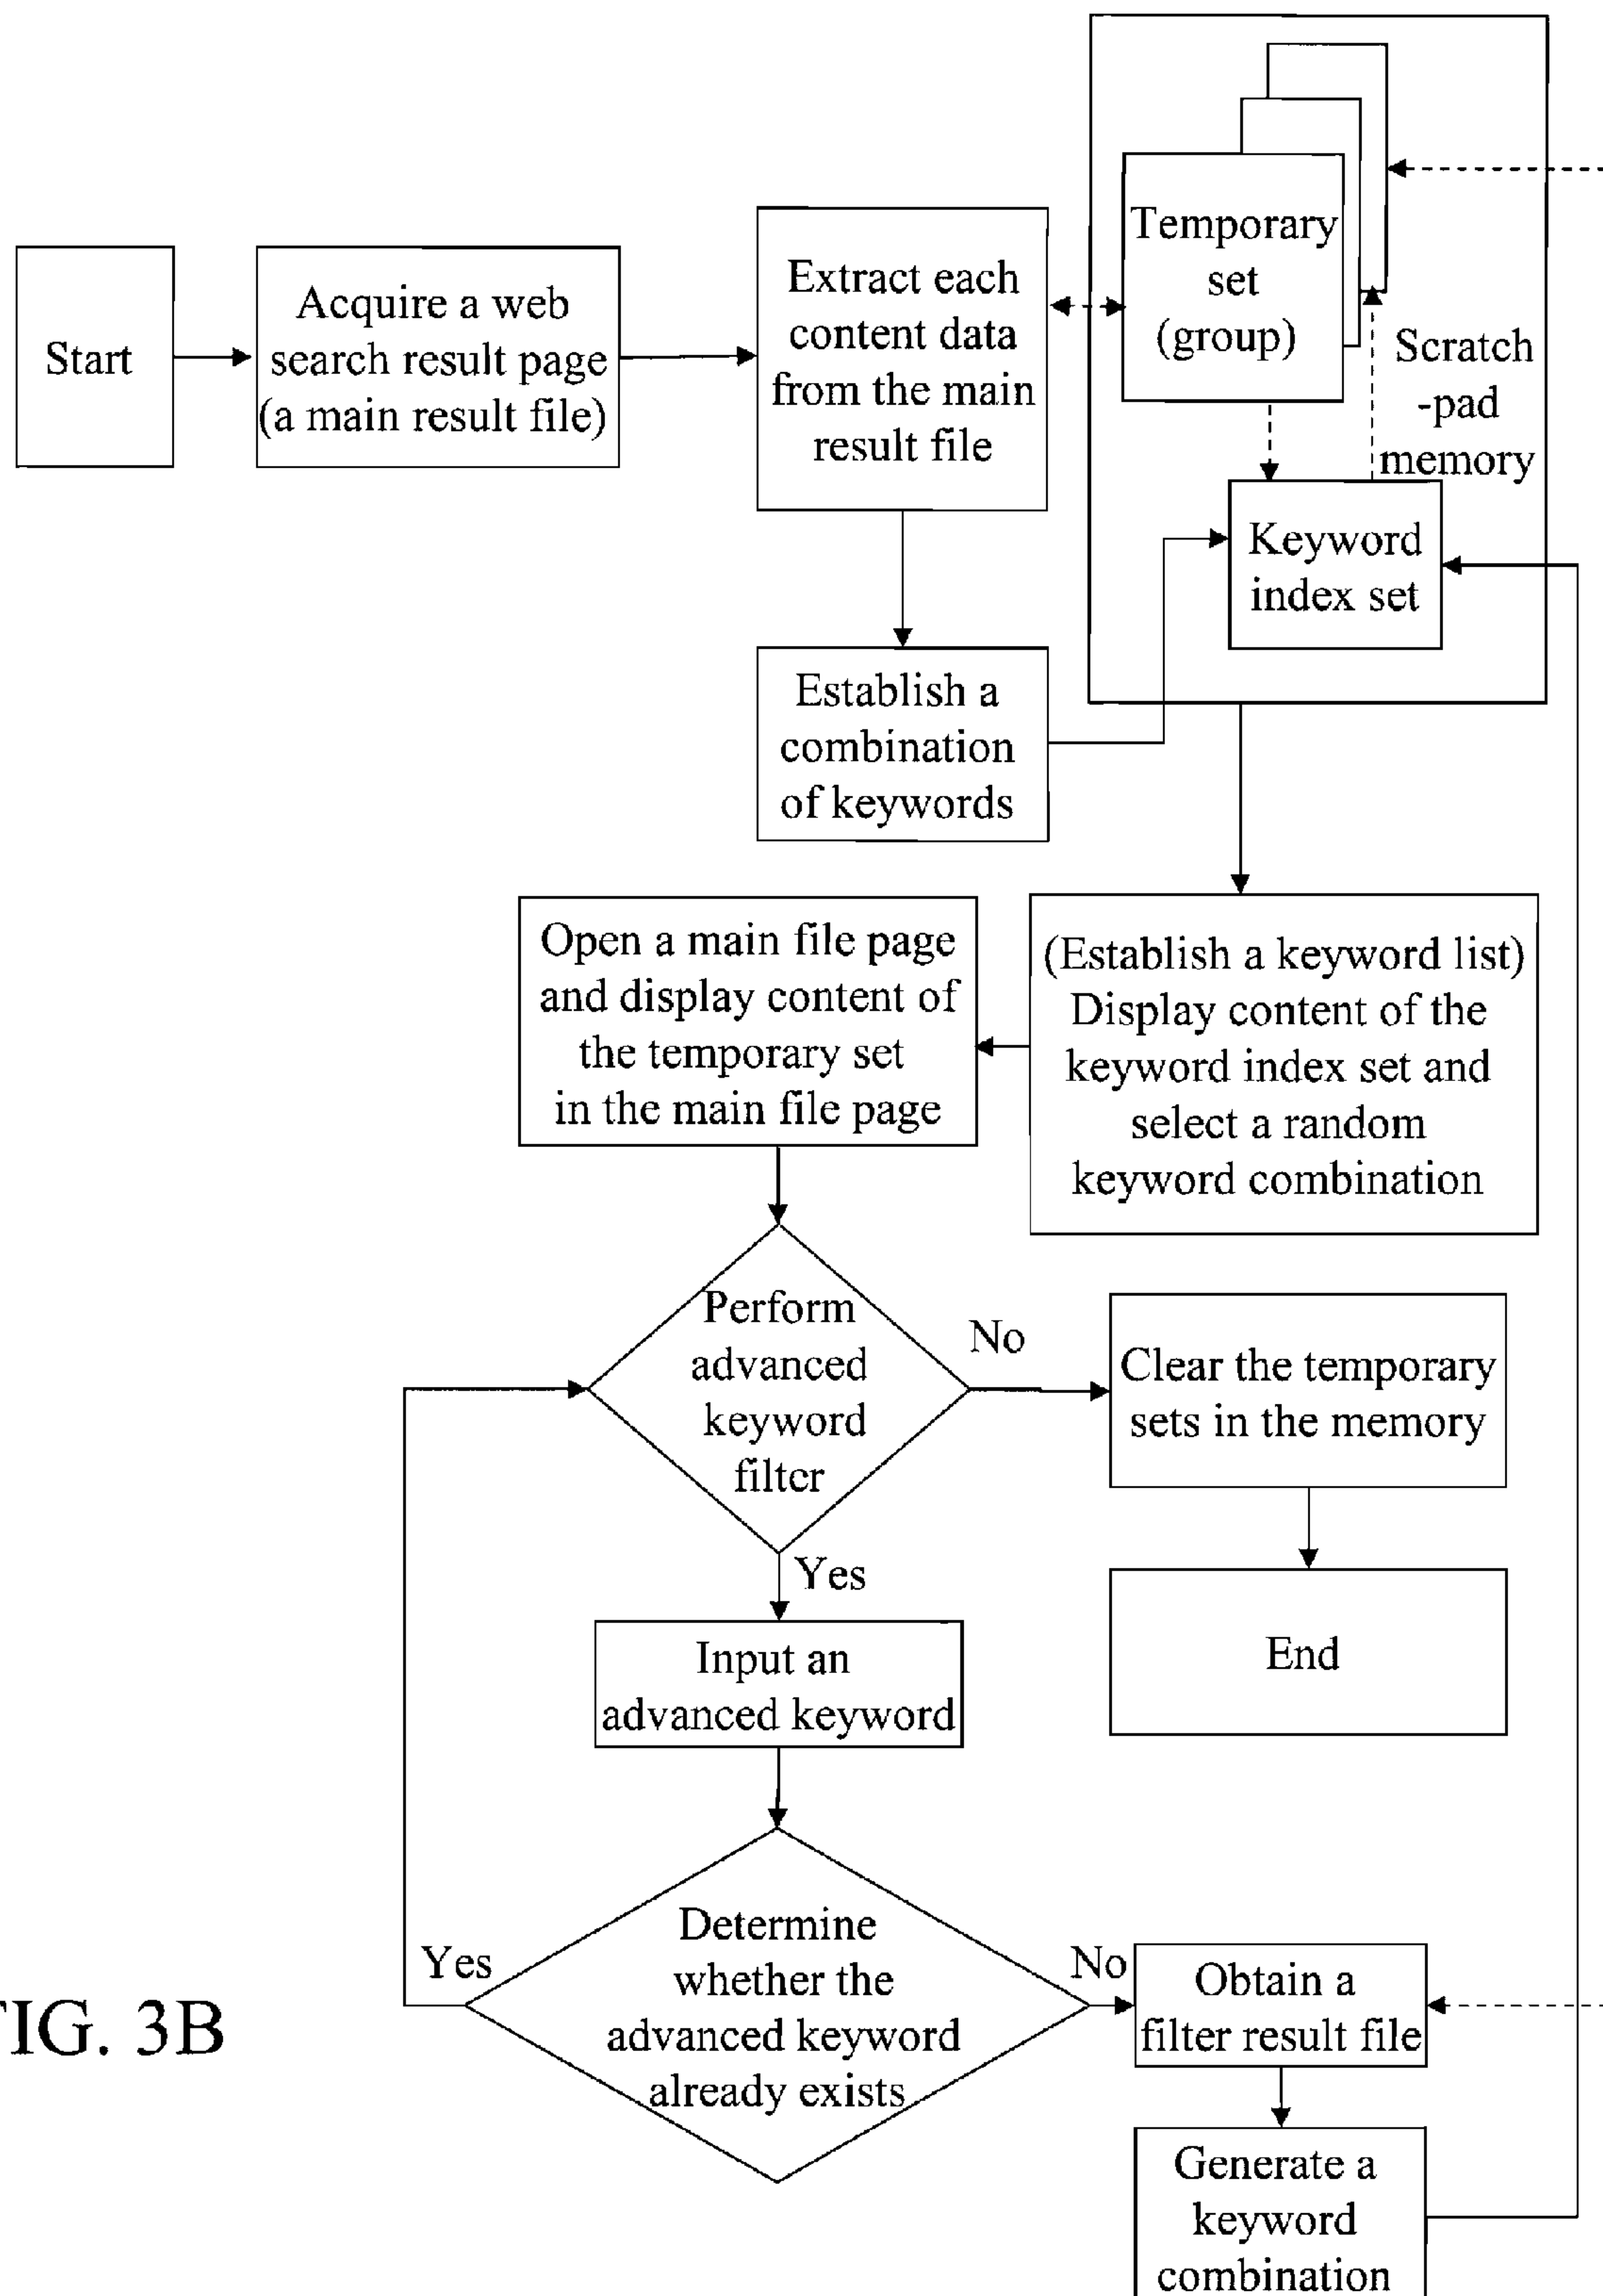 Start
Acquire a web
search result page
(a main result file)
Extract each
content data
from the main
result file
Temporary
set
(group)
Scratch
-pad
memory
Keyword
index set
Establish a
combination
of keywords
(Establish a keyword list)
Display content of the
keyword index set and
select a random
keyword combination
Open a main file page
and display content of
the temporary set
in the main file page
Perform
advanced
keyword
filter
No
Clear the temporary
sets in the memory
End
Yes
Input an
advanced keyword
Determine
whether the
advanced keyword
already exists
Yes
No
Obtain a
filter result file
Generate a
keyword
combination
IG. 3B